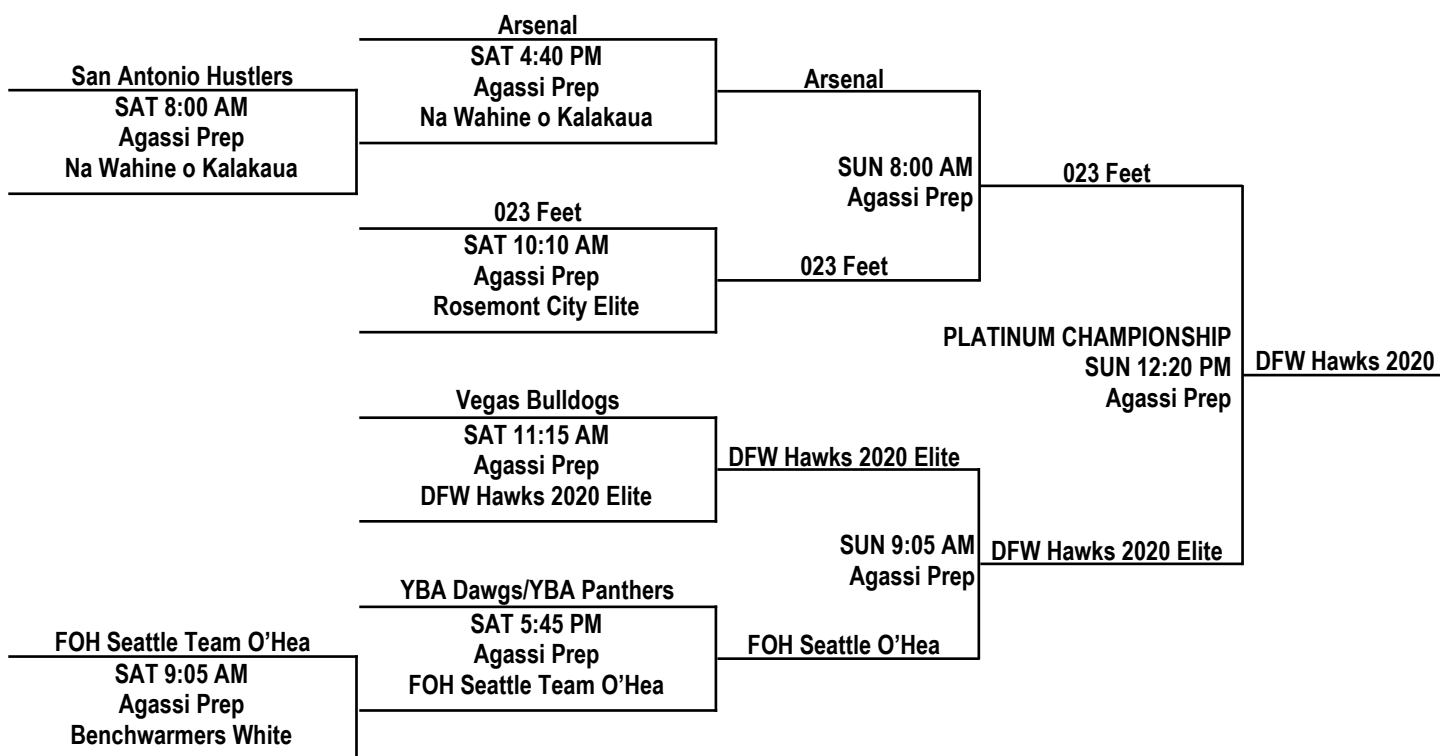 San Antonio Hustlers
SAT 8:00 AM
Agassi Prep
Na Wahine o Kalakaua
FOH Seattle Team O’Hea
SAT 9:05 AM
Agassi Prep
Benchwarmers White
Arsenal
SAT 4:40 PM
Agassi Prep
Na Wahine o Kalakaua
023 Feet
SAT 10:10 AM
Agassi Prep
Rosemont City Elite
Vegas Bulldogs
SAT 11:15 AM
Agassi Prep
DFW Hawks 2020 Elite
YBA Dawgs/YBA Panthers
SAT 5:45 PM
Agassi Prep
FOH Seattle Team O’Hea
Arsenal
SUN 8:00 AM
Agassi Prep
023 Feet
DFW Hawks 2020 Elite
SUN 9:05 AM
Agassi Prep
FOH Seattle O’Hea
023 Feet
PLATINUM CHAMPIONSHIP
SUN 12:20 PM
Agassi Prep
DFW Hawks 2020 Elite
DFW Hawks 2020